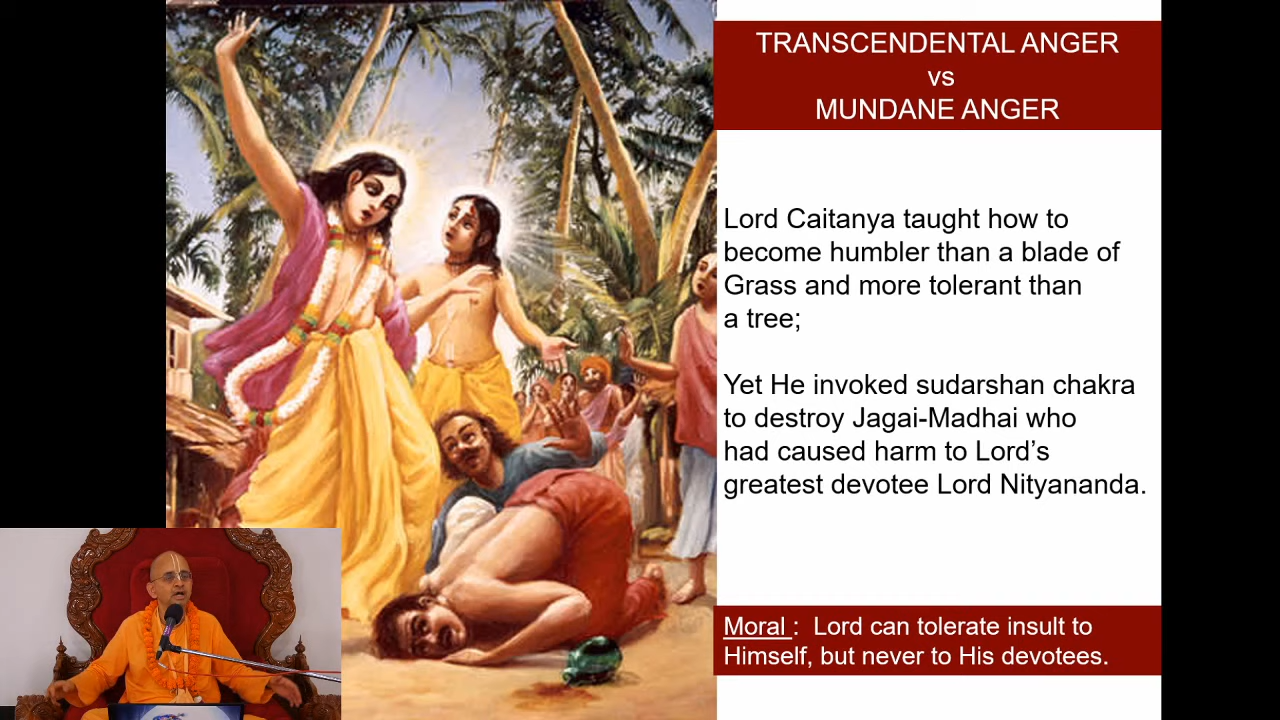 TRANSCENDENTAL ANGER
vs
MUNDANE ANGER
Lord Caitanya taught how to
become humbler than a blade of
Grass and more tolerant than
a tree;
Yet He invoked sudarshan chakra
to destroy Jagai-Madhai who
had caused harm to Lord’s
greatest devotee Lord Nityananda.
Moral : Lord can tolerate insult to
Himself, but never to His devotees.